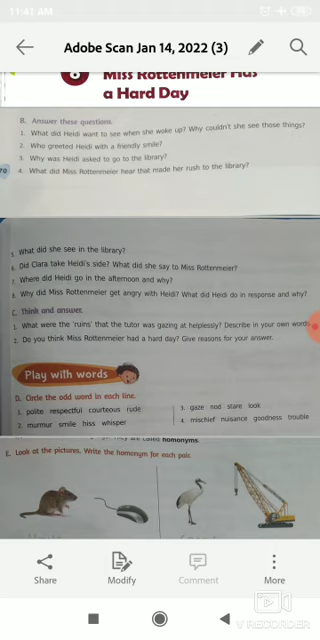 11:41 AM
Adobe Scan Jan 14, 2022 (3)
8
Miss Rottenmeier Has
a Hard Day
B. Answer these questions.
1. What did Heidi want to see when she woke up? Why couldn't she see those things?
2. Who greeted Heidi with a friendly smile?
3. Why was Heidi asked to go to the library?
70
4. What did Miss Rottenmeier hear that made her rush to the library?
5. What did she see in the library?
6. Did Clara take Heidi's side? What did she say to Miss Rottenmeier?
7. Where did Heidi go in the afternoon and why?
8. Why did Miss Rottenmeier get angry with Heidi? What did Heidi do in response and why?
C. Think and answer.
1. What were the 'ruins' that the tutor was gazing at helplessly? Describe in your own words
2. Do you think Miss Rottenmeier had a hard day? Give reasons for your answer.
Play with words
D. Circle the odd word in each line.
1. polite respectful courteous rude
2. murmur smile hiss whisper
3. gaze nod stare look
4. mischief nuisance goodness trouble
They are called homonyms.
E. Look at the pictures. Write the homonym for each pair.
Share
Modify
Comment
More
RECORDER